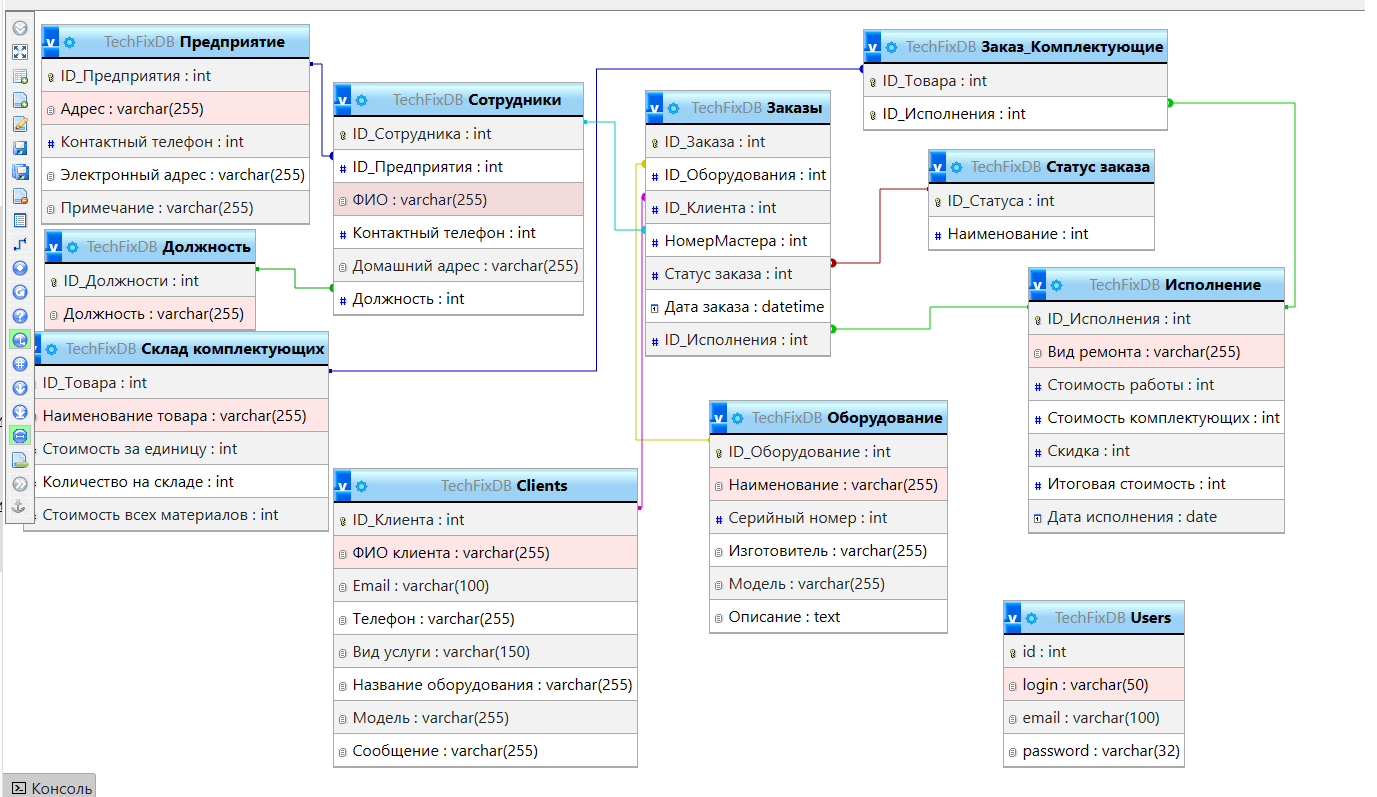 TechFixDB Предприятие
ID_Предприятия : int
Адрес : varchar(255)
# Контактный телефон : int
Электронный адрес : varchar(255)
Примечание : varchar(255)
TechFixDB Должность
ID_Должности : int
Должность : varchar(255)
TechFixDB Склад комплектующих
ID_Товара : int
Наименование товара : varchar(255)
Стоимость за единицу : int
Количество на складе : int
Стоимость всех материалов : int
TechFixDB Сотрудники
ID_Сотрудника : int
# ID_Предприятия : int
ФИО : varchar(255)
# Контактный телефон : int
Домашний адрес : varchar(255)
# Должность : int
TechFixDB Clients
ID_Клиента : int
ФИО клиента : varchar(255)
Email : varchar(100)
Телефон : varchar(255)
Вид услуги : varchar(150)
Название оборудования : varchar(255)
Модель : varchar(255)
Сообщение : varchar(255)
TechFixDB Заказы
ID_Заказа : int
# ID_Оборудования : int
# ID_Клиента : int
# НомерМастера : int
# Статус заказа : int
Дата заказа : datetime
# ID_Исполнения : int
TechFixDB Оборудование
ID_Оборудование : int
Наименование : varchar(255)
# Серийный номер : int
Изготовитель : varchar(255)
Модель : varchar(255)
Описание : text
TechFixDB Заказ_Комплектующие
ID_Товара : int
ID_Исполнения : int
TechFixDB Статус заказа
ID_Статуса : int
# Наименование : int
TechFixDB Исполнение
ID_Исполнения : int
Вид ремонта : varchar(255)
# Стоимость работы : int
# Стоимость комплектующих : int
# Скидка : int
# Итоговая стоимость : int
Дата исполнения : date
TechFixDB Users
id : int
login : varchar(50)
email : varchar(100)
password : varchar(32)
Консоль